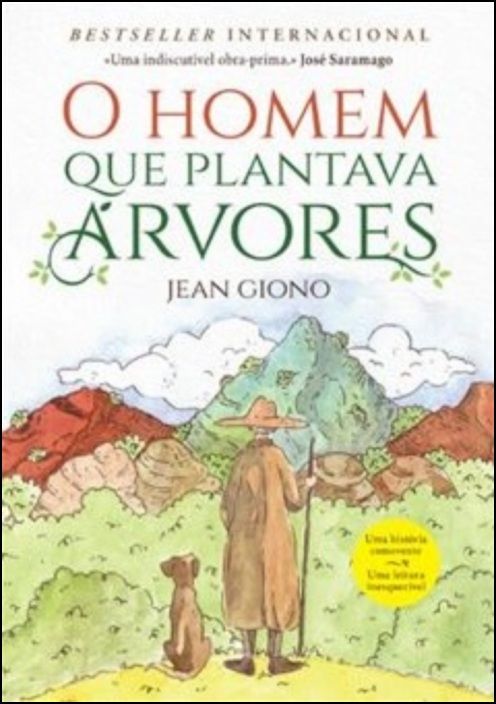 BESTSELLER INTERNACIONAL
«Uma indiscutível obra-prima.» José Saramago
O HOMEM
QUE PLANTAVA
ÁRVORES
JEAN GIONO
Uma história
comovente
Uma leitura
inesquecível